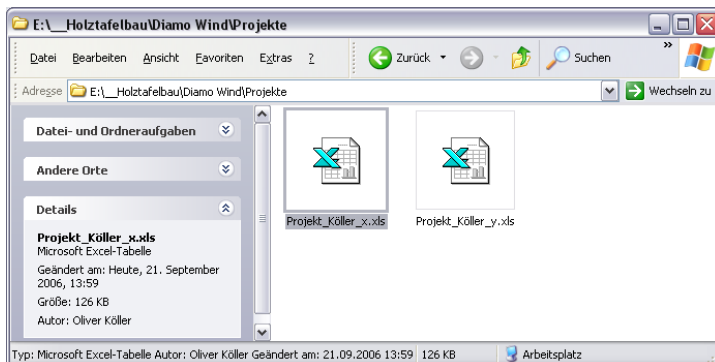 E:\__Holztafelbau\Diamo Wind\Projekte
Datei Bearbeiten Ansicht Favoriten Extras ? Zurück Suchen »
Adresse E:\__Holztafelbau\Diamo Wind\Projekte Wechseln zu
Datei- und Ordneraufgaben
Andere Orte
Details
Projekt_Köller_x.xls
Microsoft Excel-Tabelle
Geändert am: Heute, 21. September
2006, 13:59
Größe: 126 KB
Autor: Oliver Köller
Projekt_Köller_x.xls Projekt_Köller_y.xls
Typ: Microsoft Excel-Tabelle Autor: Oliver Köller Geändert am: 21.09.2006 13:59 126 KB Arbeitsplatz